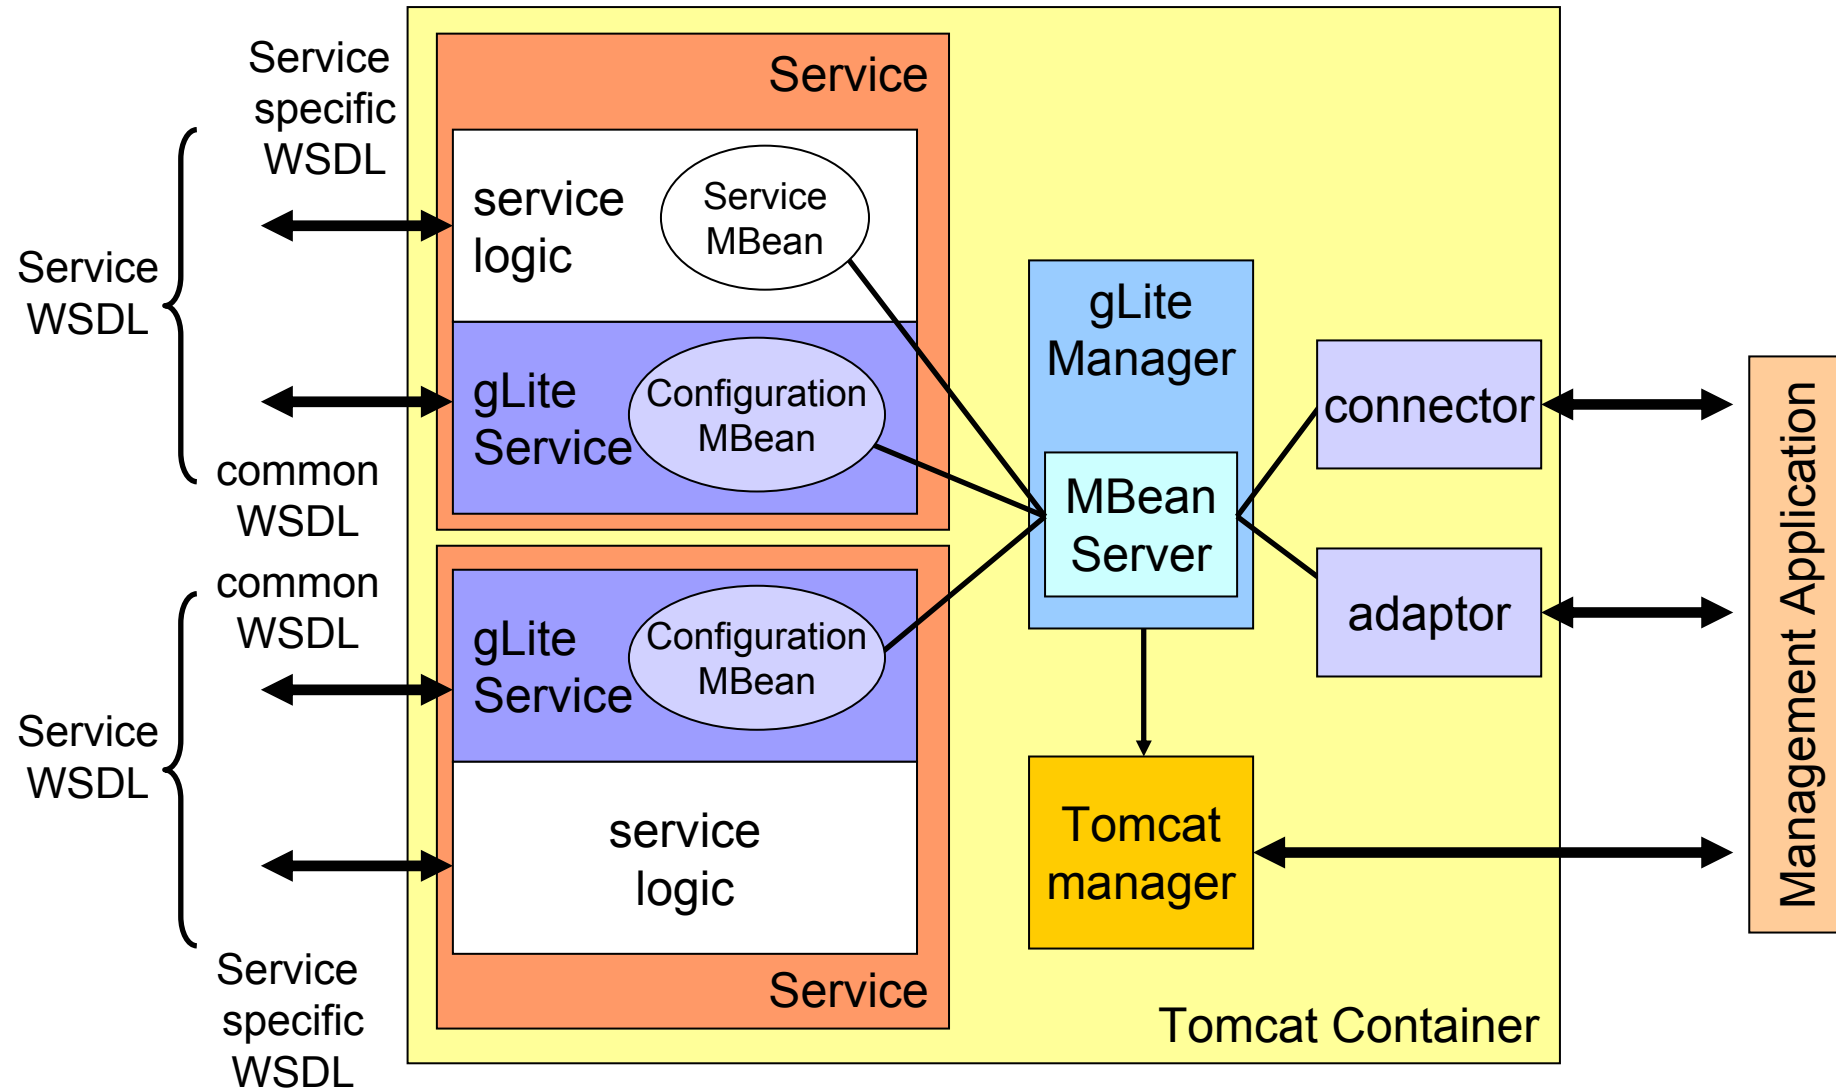 Service
specific
WSDL
Service
WSDL
common
WSDL
common
WSDL
Service
WSDL
Service
specific
WSDL
Service
service
logic
Service
MBean
gLite
Service
Configuration
MBean
gLite
Service
Configuration
MBean
service
logic
Service
gLite
Manager
MBean
Server
connector
adaptor
Tomcat
manager
Tomcat Container
Management Application